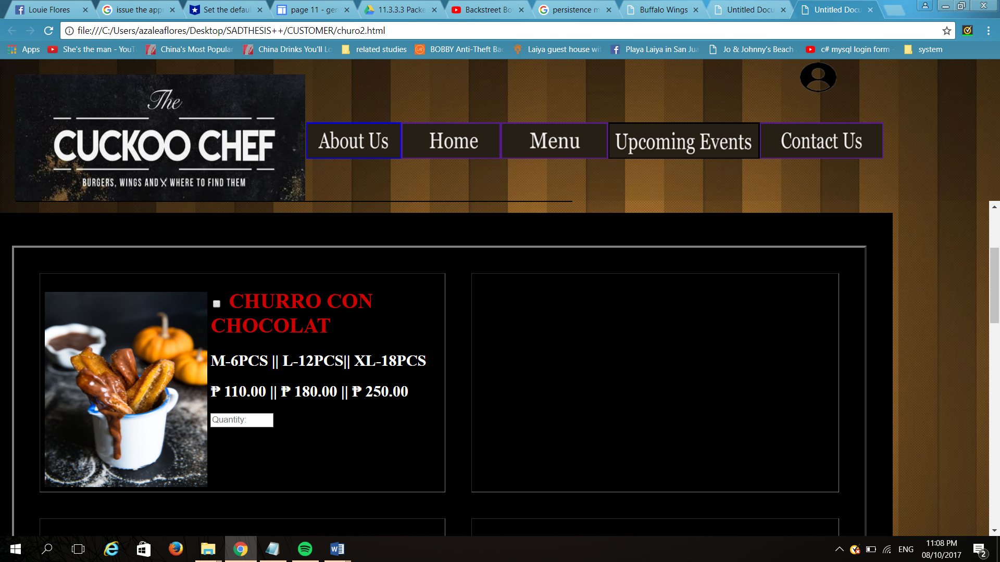 Louie Flores
issue the appr
Set the defaul
page 11 - gen
11.3.3.3 Packe
Backstreet Bo
persistence m
Buffalo Wings
Untitled Docu
Untitled Docu
file:///C:/Users/azaleaflores/Desktop/SADTHESIS++/CUSTOMER/churo2.html
Apps
She's the man - YouT
China's Most Popular
China Drinks You'll Lo
related studies
BOBBY Anti-Theft Bac
Laiya guest house wit
Playa Laiya in San Jua
Jo & Johnny's Beach
c# mysql login form -
system
The
CUCKOO CHEF
BURGERS, WINGS AND X WHERE TO FIND THEM
About Us
Home
Menu
Upcoming Events
Contact Us
CHURRO CON
CHOCOLAT
M-6PCS || L-12PCS|| XL-18PCS
₱ 110.00 || ₱ 180.00 || ₱ 250.00
Quantity:
ENG
11:08 PM
08/10/2017
2